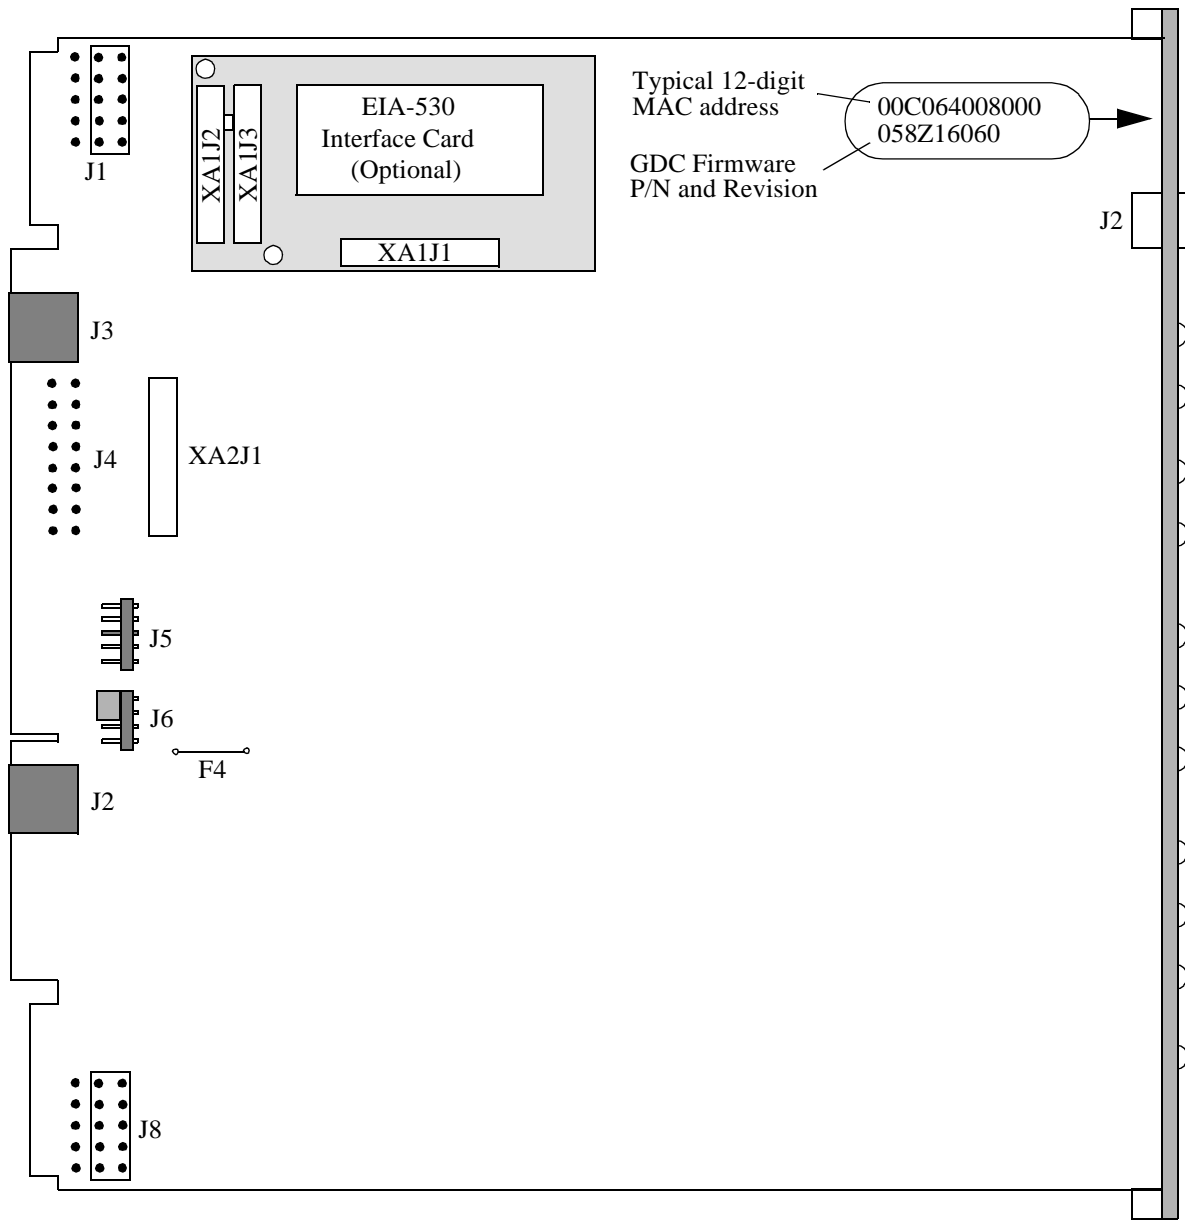 J1
XA1J2
XA1J3
EIA-530
Interface Card
(Optional)
XA1J1
Typical 12-digit
MAC address
00C064008000
058Z16060
GDC Firmware
P/N and Revision
J2
J3
J4
XA2J1
J5
J6
F4
J2
J8